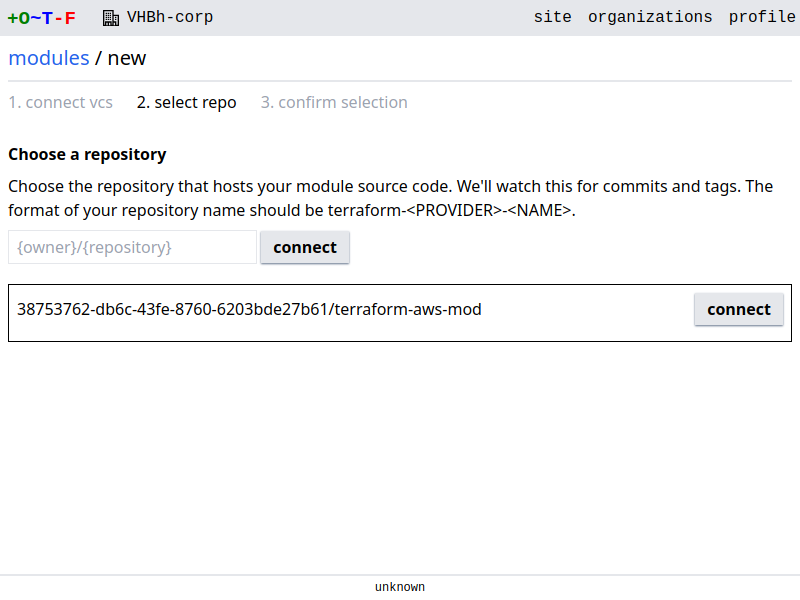 +O~T-F VHBh-corp site organizations profile
modules / new
1. connect vcs 2. select repo 3. confirm selection
Choose a repository
Choose the repository that hosts your module source code. We'll watch this for commits and tags. The
format of your repository name should be terraform-<PROVIDER>-<NAME>.
{owner}/{repository} connect
38753762-db6c-43fe-8760-6203bde27b61/terraform-aws-mod connect
unknown